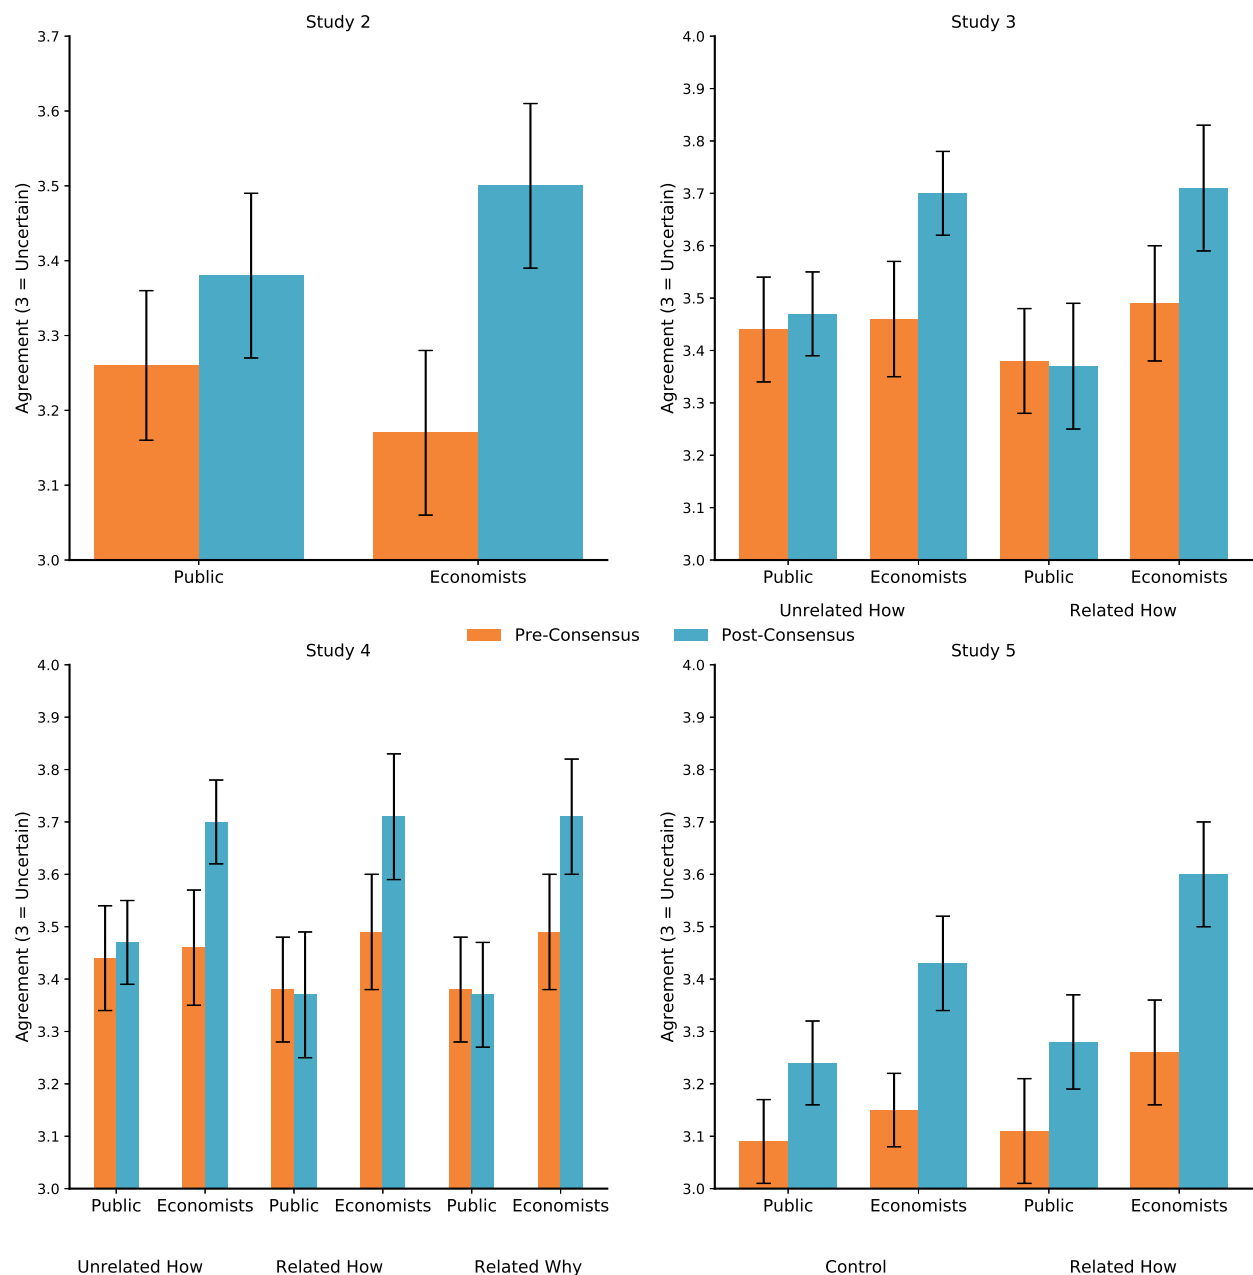 Study 2
3.7
3.6
3.5
3.4
3.3
3.2
3.1
3.0
Agreement (3 = Uncertain)
Public Economists
Study 3
4.0
3.9
3.8
3.7
3.6
3.5
3.4
3.3
3.2
3.1
3.0
Agreement (3 = Uncertain)
Public Economists Public Economists
Unrelated How Related How
Pre-Consensus Post-Consensus
Study 4
4.0
3.9
3.8
3.7
3.6
3.5
3.4
3.3
3.2
3.1
3.0
Agreement (3 = Uncertain)
Public Economists Public Economists Public Economists
Unrelated How Related How Related Why
Study 5
4.0
3.9
3.8
3.7
3.6
3.5
3.4
3.3
3.2
3.1
3.0
Agreement (3 = Uncertain)
Public Economists Public Economists
Control Related How